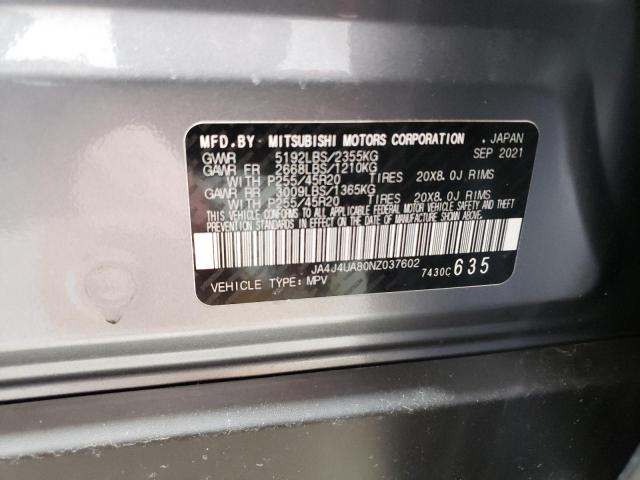 MFD.BY MITSUBISHI MOTORS CORPORATION . JAPAN
GVWR 5192LBS/2355KG SEP 2021
GAWR FR 2668LBS/1210KG
WITH P255/45R20 TIRES 20X8.0J RIMS
GAWR RR 3009LBS/1365KG
WITH P255/45R20 TIRES 20X8.0J RIMS
THIS VEHICLE CONFORMS TO ALL APPLICABLE FEDERAL MOTOR VEHICLE SAFETY AND THEFT
PREVENTION STANDARDS IN EFFECT ON THE DATE OF MANUFACTURE SHOWN ABOVE.
JA4J4UA80NZ037602
VEHICLE TYPE: MPV 7430C 635